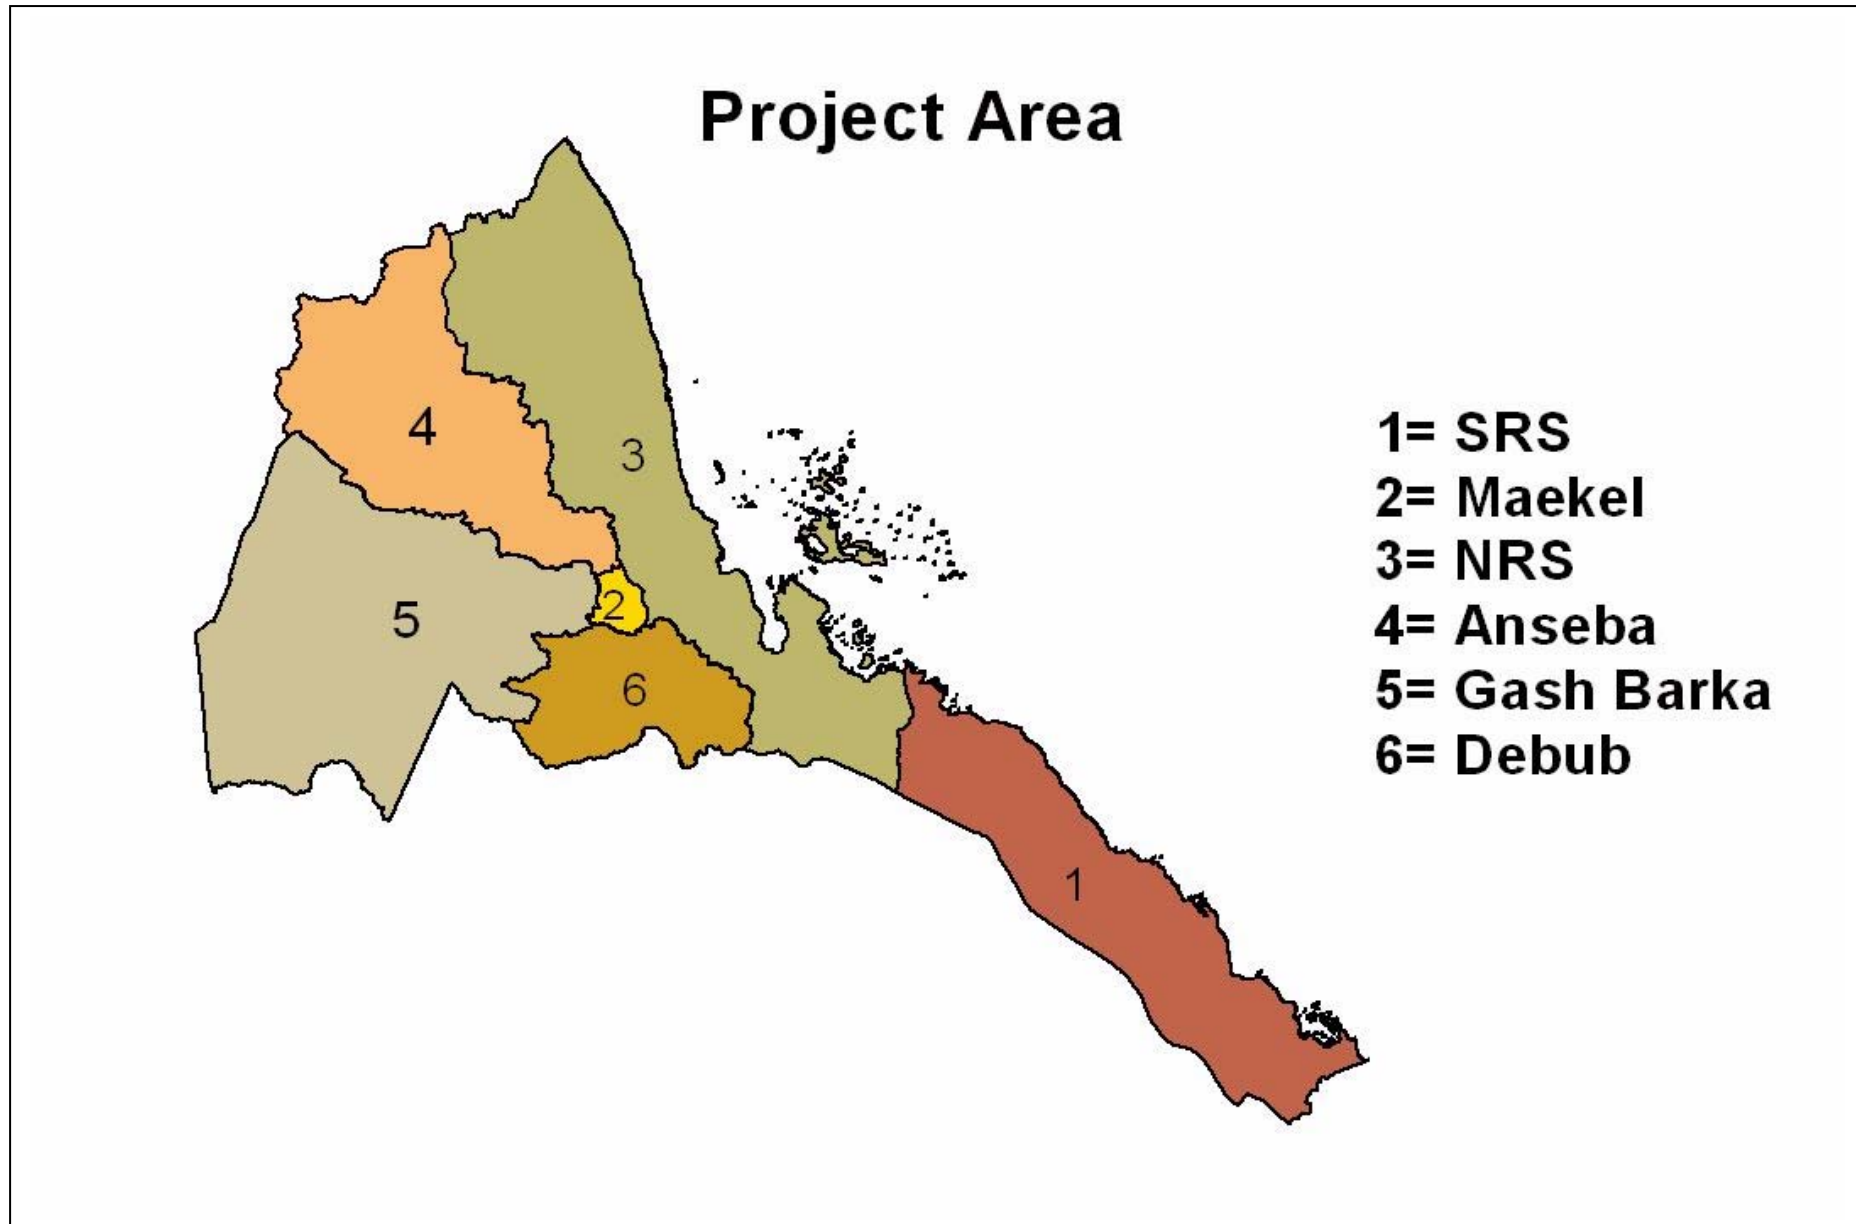 Project Area
4
3
5
2
6
1
1= SRS
2= Maekel
3= NRS
4= Anseba
5= Gash Barka
6= Debub